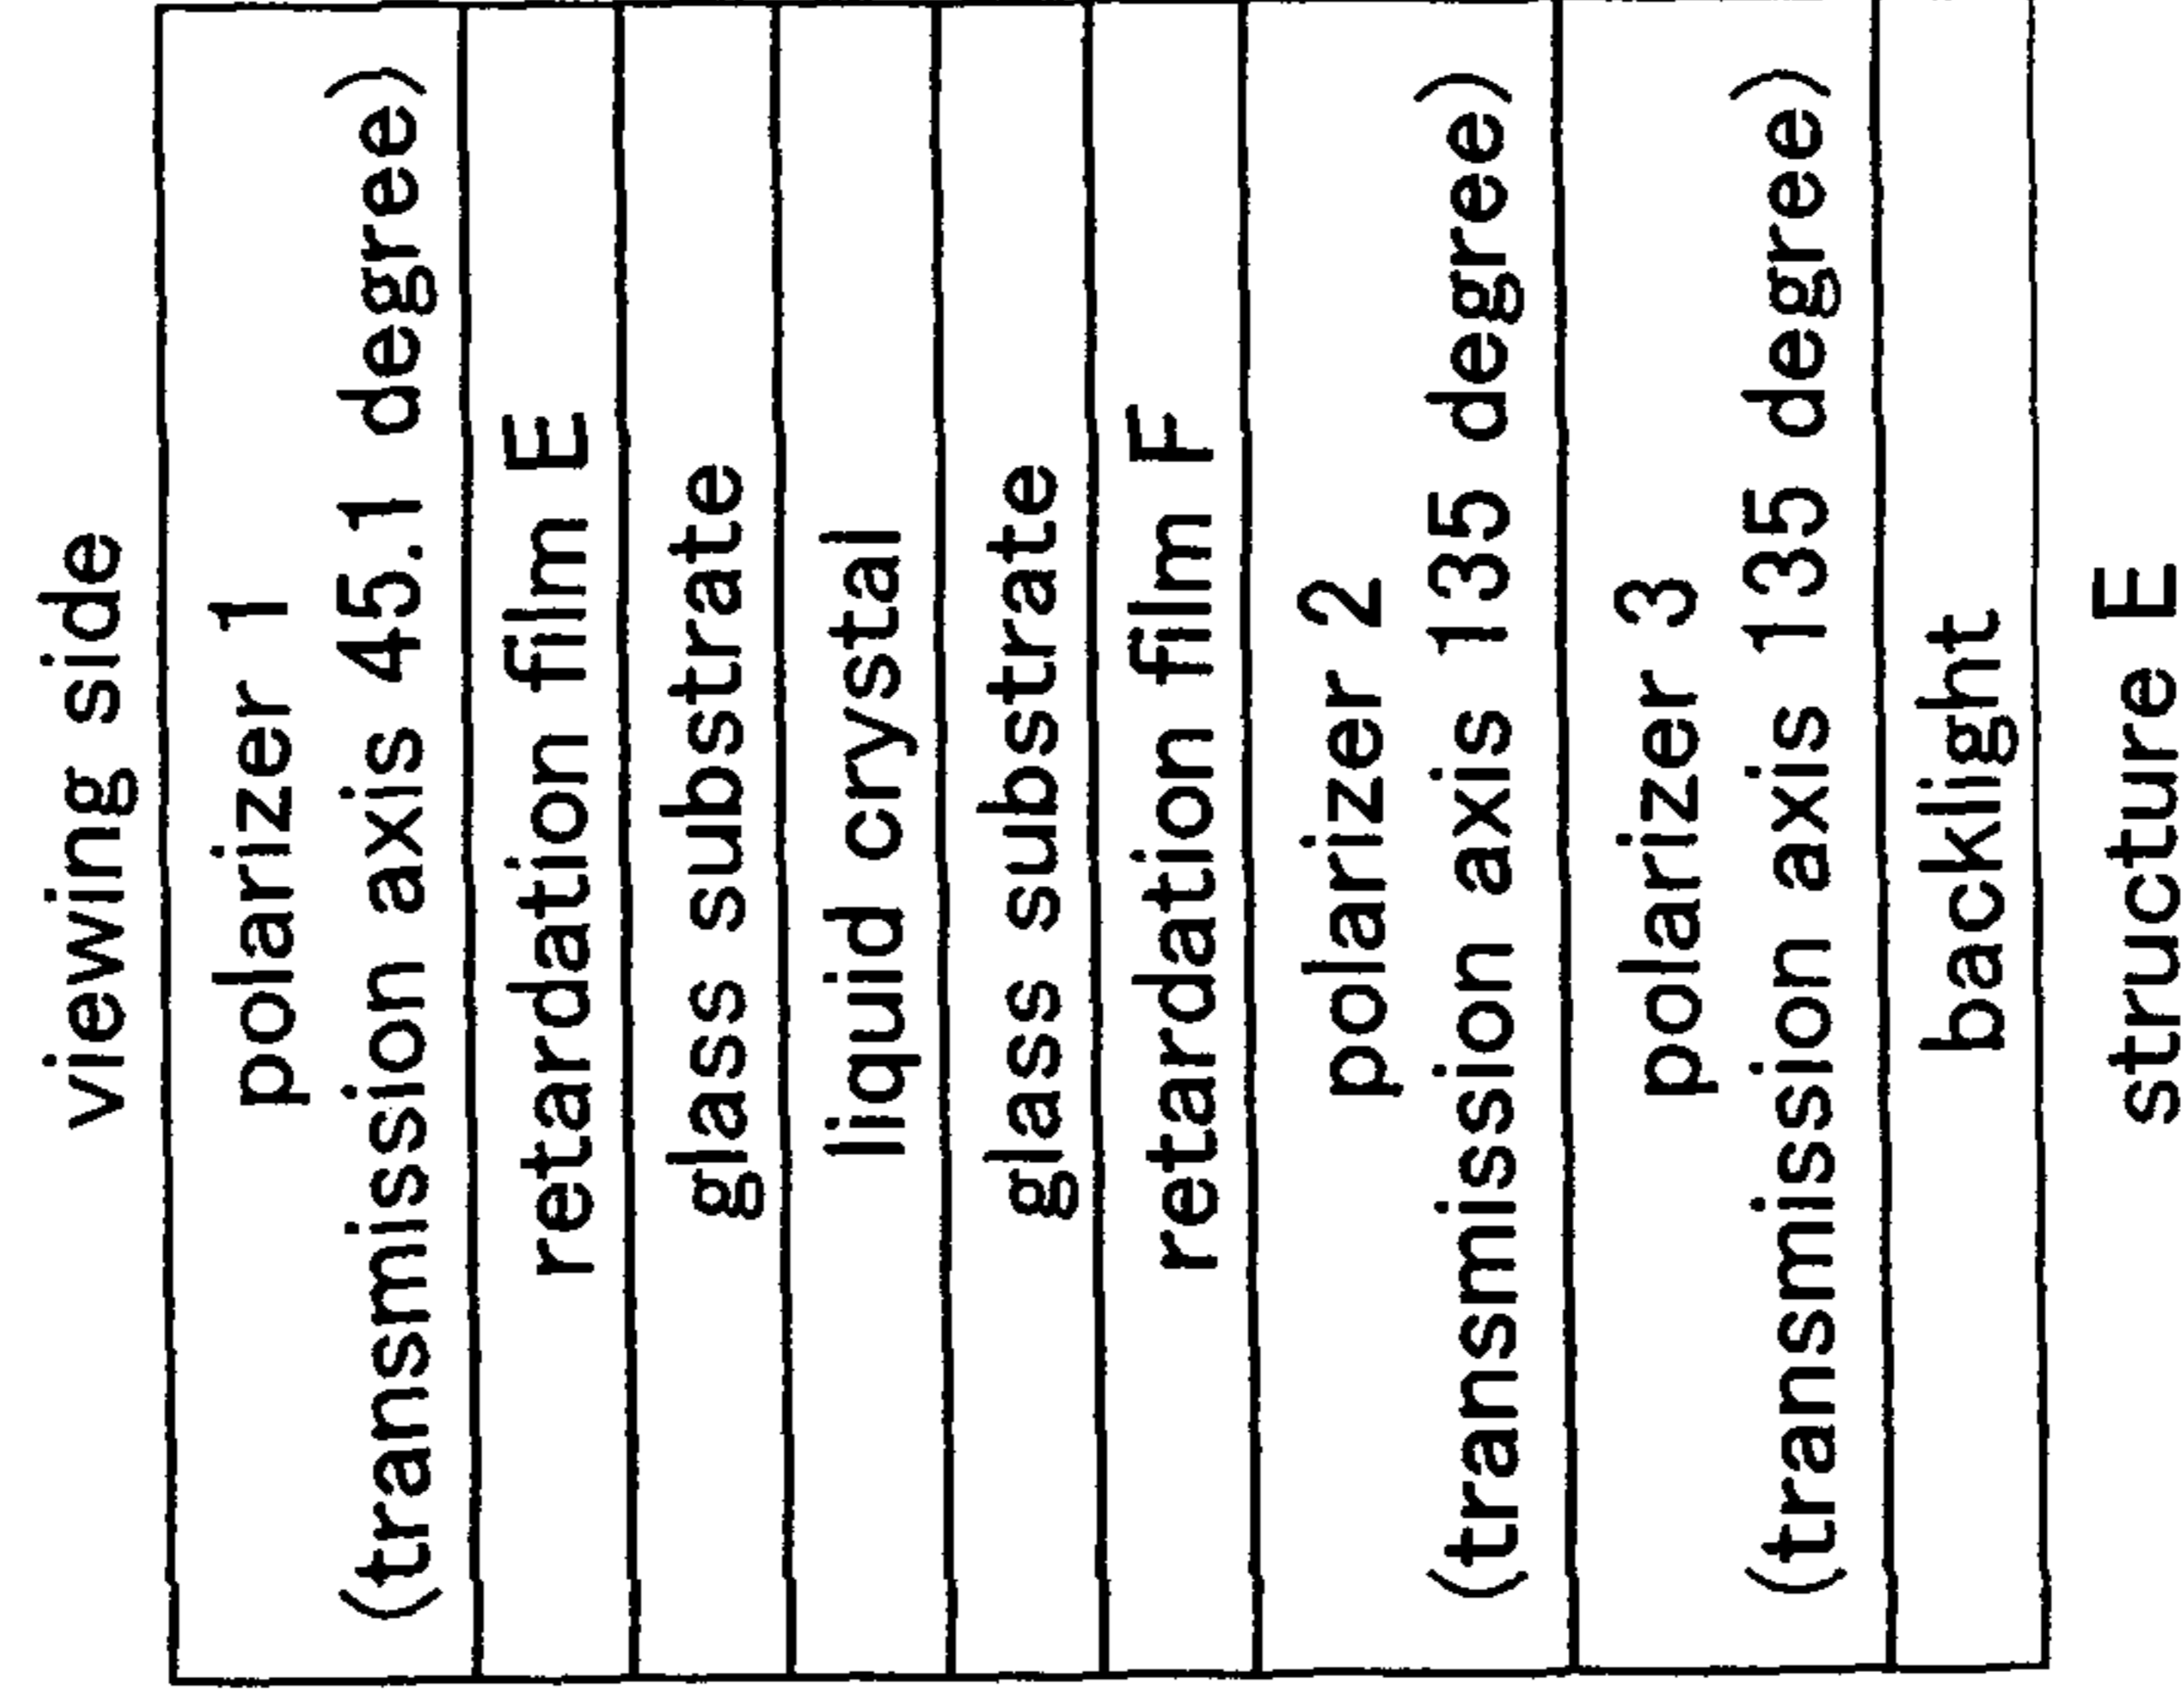 viewing side
polarizer 1
(transmission axis 45.1 degree)
retardation film E
glass substrate
liquid crystal
glass substrate
retardation film F
polarizer 2
(transmission axis 135 degree)
polarizer 3
(transmission axis 135 degree)
backlight
structure E